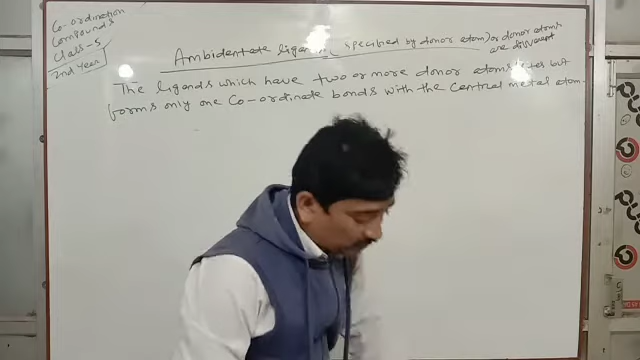 Co-ordination
Compounds
Class-5
2nd Year
Ambidentate ligan (specified by donor atom) or donor atoms
are different
The ligands which have two or more donor atoms but
forms only one Co-ordinate bonds with the Central metal atom.